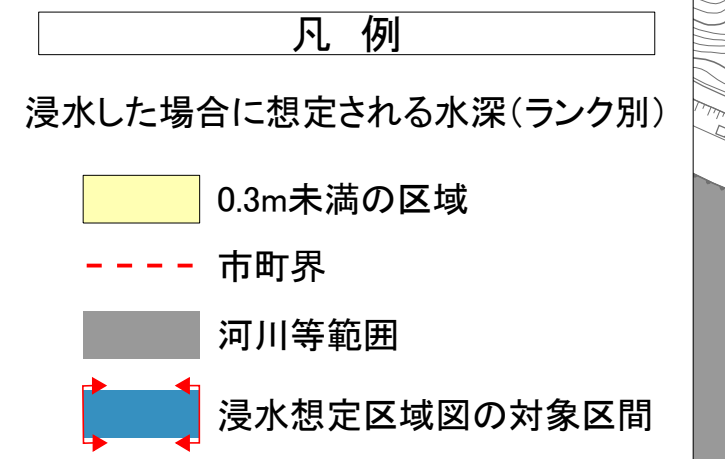 凡 例
浸水した場合に想定される水深（ランク別）
0.3m未満の区域
市町界
河川等範囲
浸水想定区域図の対象区間